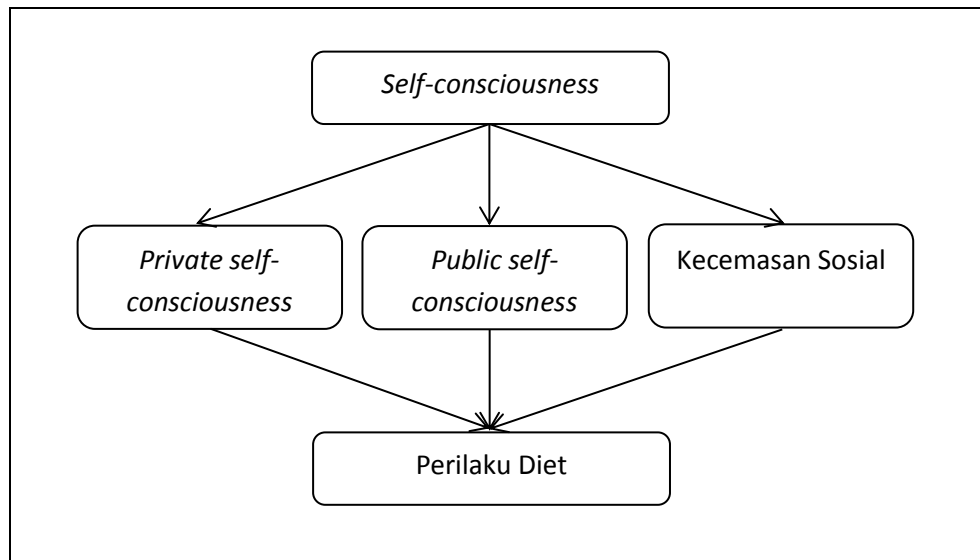 Self-consciousness
Private self-
consciousness
Public self-
consciousness
Kecemasan Sosial
Perilaku Diet